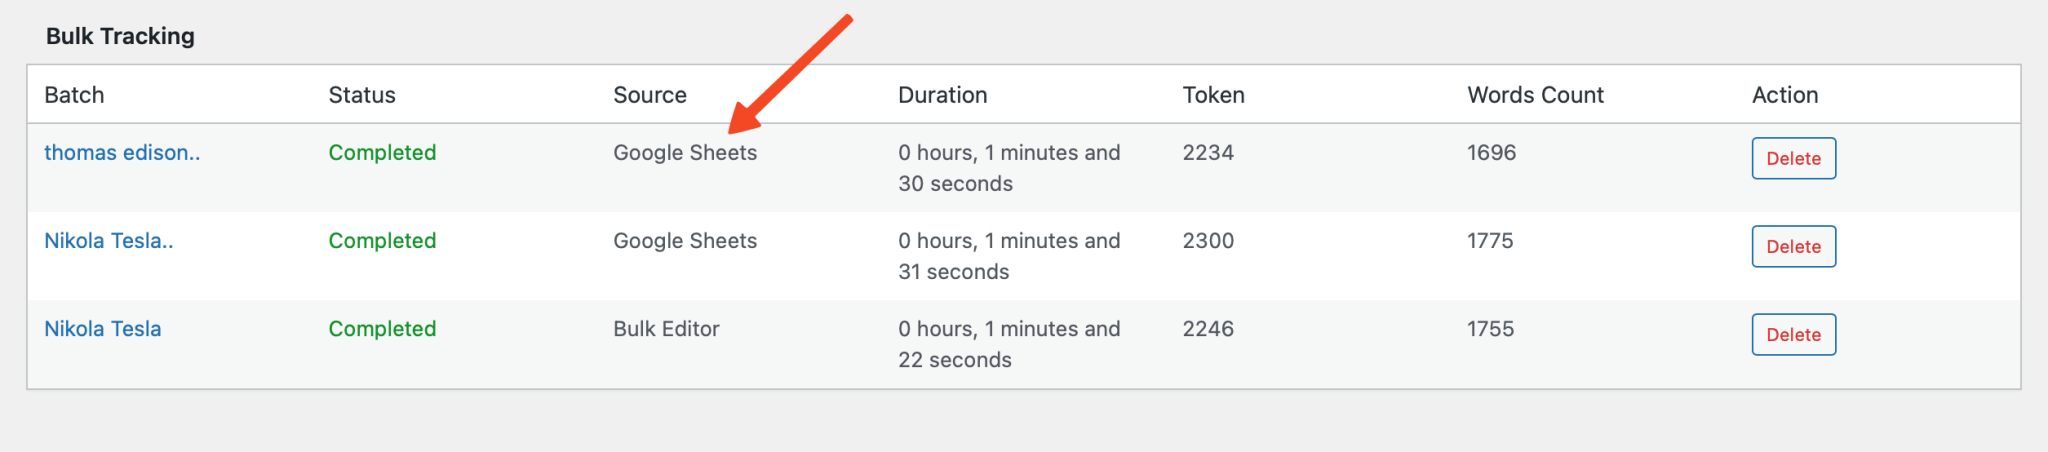 Bulk Tracking
Batch Status Source Duration Token Words Count Action
thomas edison.. Completed Google Sheets 0 hours, 1 minutes and 2234 1696 Delete
30 seconds
Nikola Tesla.. Completed Google Sheets 0 hours, 1 minutes and 2300 1775 Delete
31 seconds
Nikola Tesla Completed Bulk Editor 0 hours, 1 minutes and 2246 1755 Delete
22 seconds